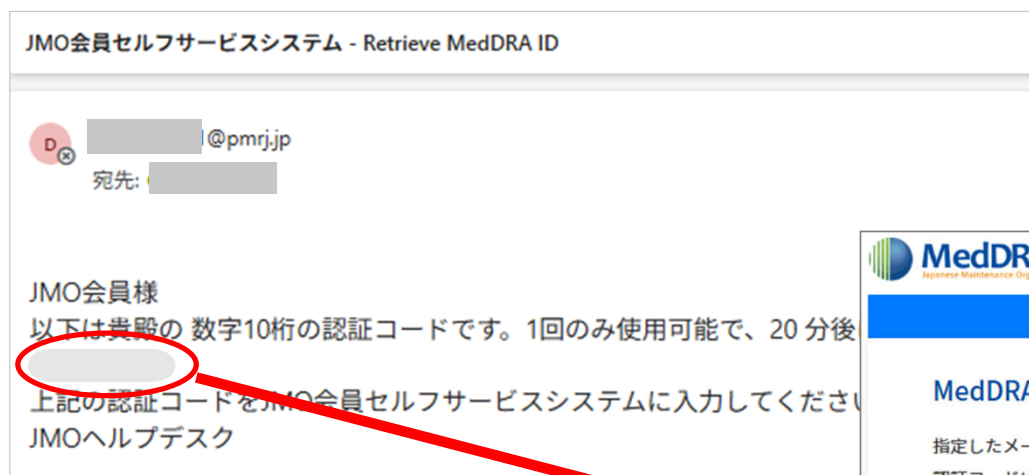 JMO会員セルフサービスシステム - Retrieve MedDRA ID
D
@pmrj.jp
宛先:
JMO会員様
以下は貴殿の 数字10桁の認証コードです。1回のみ使用可能で、20 分後
上記の認証コードをJMO会員セルフサービスシステムに入力してくださ
JMOヘルプデスク
MedDR
Japanese Maintenance Org
MedDRA
指定したメー